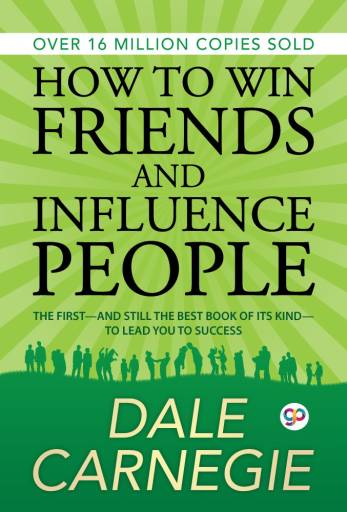 OVER 16 MILLION COPIES SOLD
HOW TO WIN
FRIENDS
AND
INFLUENCE
PEOPLE
THE FIRST—AND STILL THE BEST BOOK OF ITS KIND—
TO LEAD YOU TO SUCCESS
DALE
gp
CARNEGIE